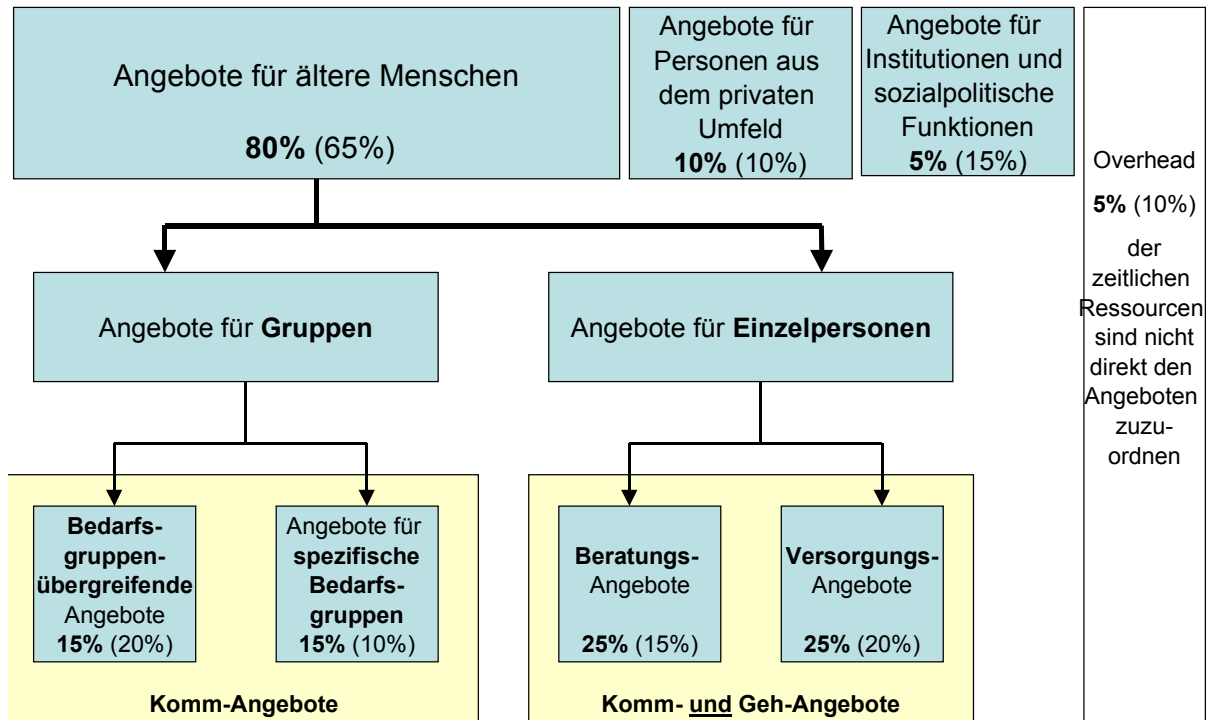 Angebote für ältere Menschen
80% (65%)
Angebote für
Personen aus
dem privaten
Umfeld
10% (10%)
Angebote für
Institutionen und
sozialpolitische
Funktionen
5% (15%)
Overhead
5% (10%)
der
zeitlichen
Ressourcen
sind nicht
direkt den
Angeboten
zuzu-
ordnen
Angebote für Gruppen
Angebote für Einzelpersonen
Bedarfs-
gruppen-
übergreifende
Angebote
15% (20%)
Angebote für
spezifische
Bedarfs-
gruppen
15% (10%)
Beratungs-
Angebote
25% (15%)
Versorgungs-
Angebote
25% (20%)
Komm-Angebote
Komm- und Geh-Angebote